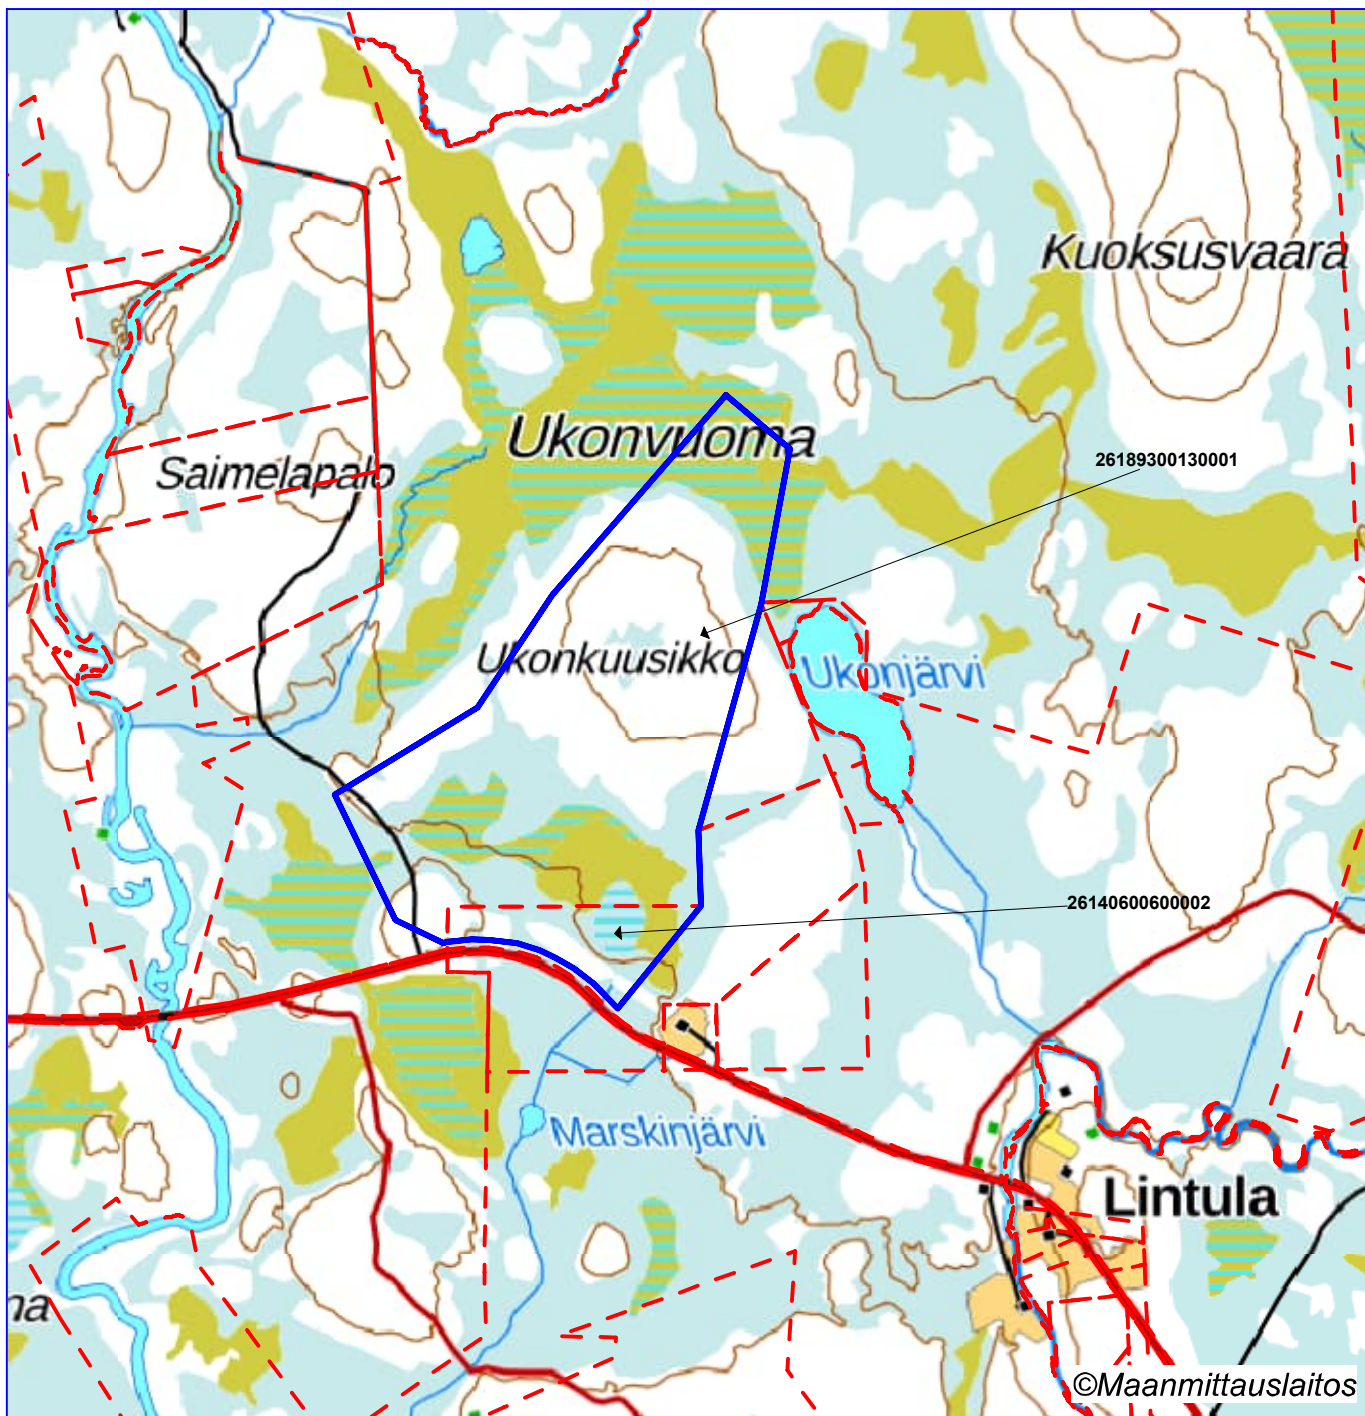 Kuoksusvaara
Ukonvuoma
26189300130001
Saimelapalo
Ukonkuusikko
Ukonjärvi
26140600600002
Marskinjärvi
Lintula
na
©Maanmittauslaitos